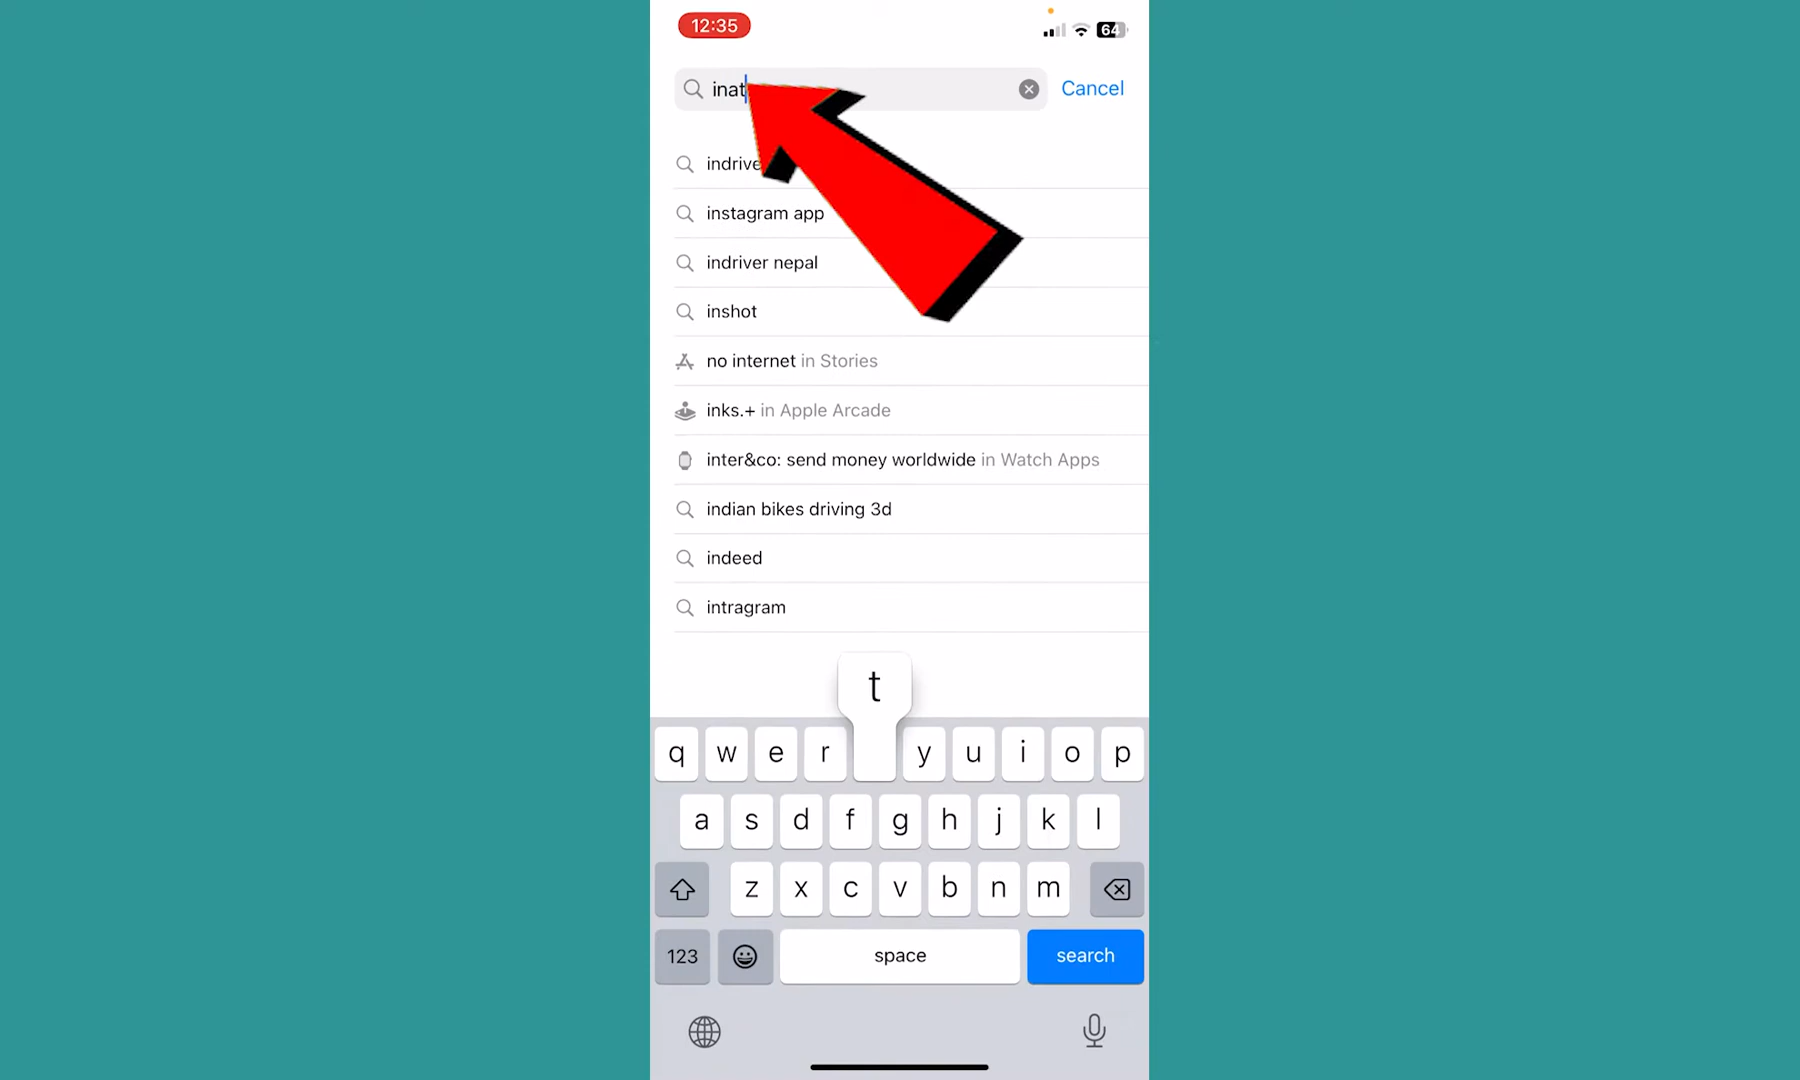 12:35
64
inat
Cancel
indrive
instagram app
indriver nepal
inshot
no internet in Stories
inks.+ in Apple Arcade
inter&co: send money worldwide in Watch Apps
indian bikes driving 3d
indeed
intragram
t
q w e r y u i o p
a s d f g h j k l
z x c v b n m
123 space search